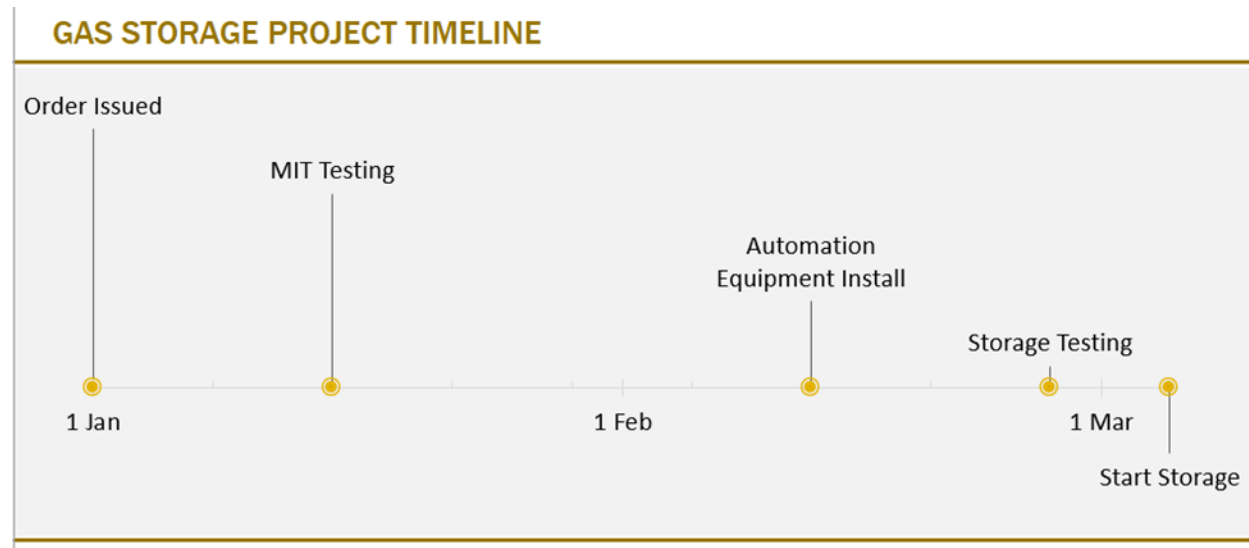 GAS STORAGE PROJECT TIMELINE
Order Issued
MIT Testing
Automation
Equipment Install
Storage Testing
1 Jan
1 Feb
1 Mar
Start Storage